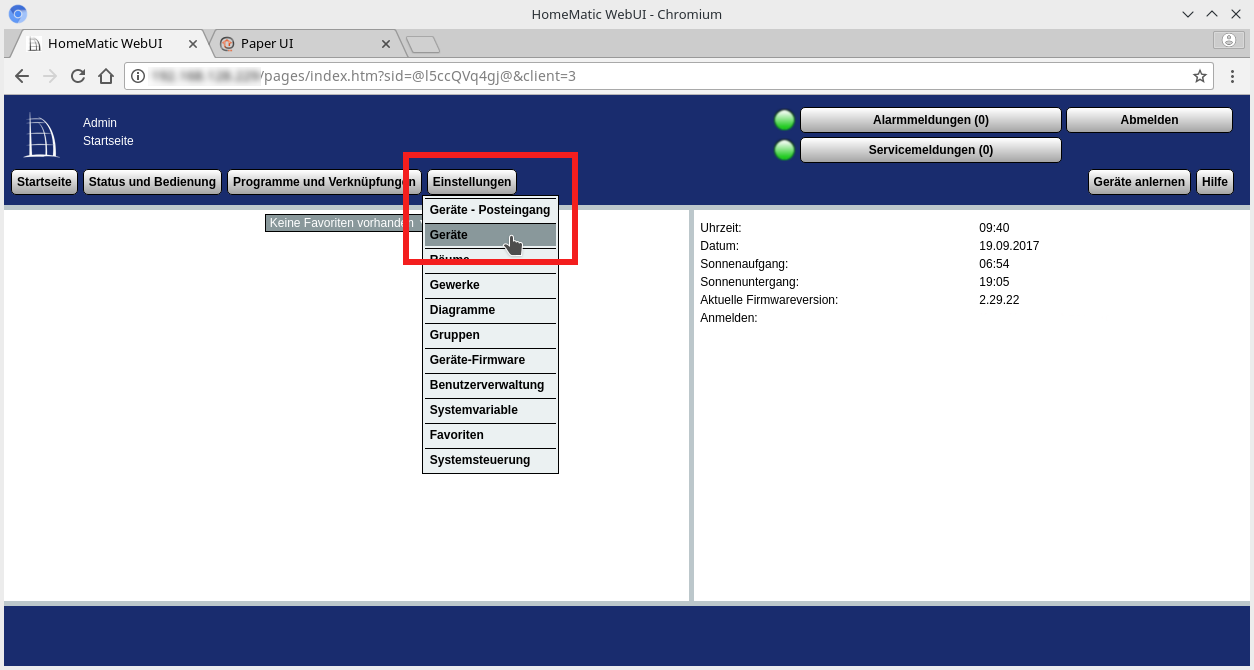 HomeMatic WebUI - Chromium
HomeMatic WebUI
Paper UI
/pages/index.htm?sid=@l5ccQVq4gj@&client=3
Admin
Startseite
Alarmmeldungen (0)
Abmelden
Servicemeldungen (0)
Startseite
Status und Bedienung
Programme und Verknüpfungen
Einstellungen
Geräte anlernen
Hilfe
Keine Favoriten vorhanden
Geräte - Posteingang
Geräte
Räume
Gewerke
Diagramme
Gruppen
Geräte-Firmware
Benutzerverwaltung
Systemvariable
Favoriten
Systemsteuerung
Uhrzeit: 09:40
Datum: 19.09.2017
Sonnenaufgang: 06:54
Sonnenuntergang: 19:05
Aktuelle Firmwareversion: 2.29.22
Anmelden: